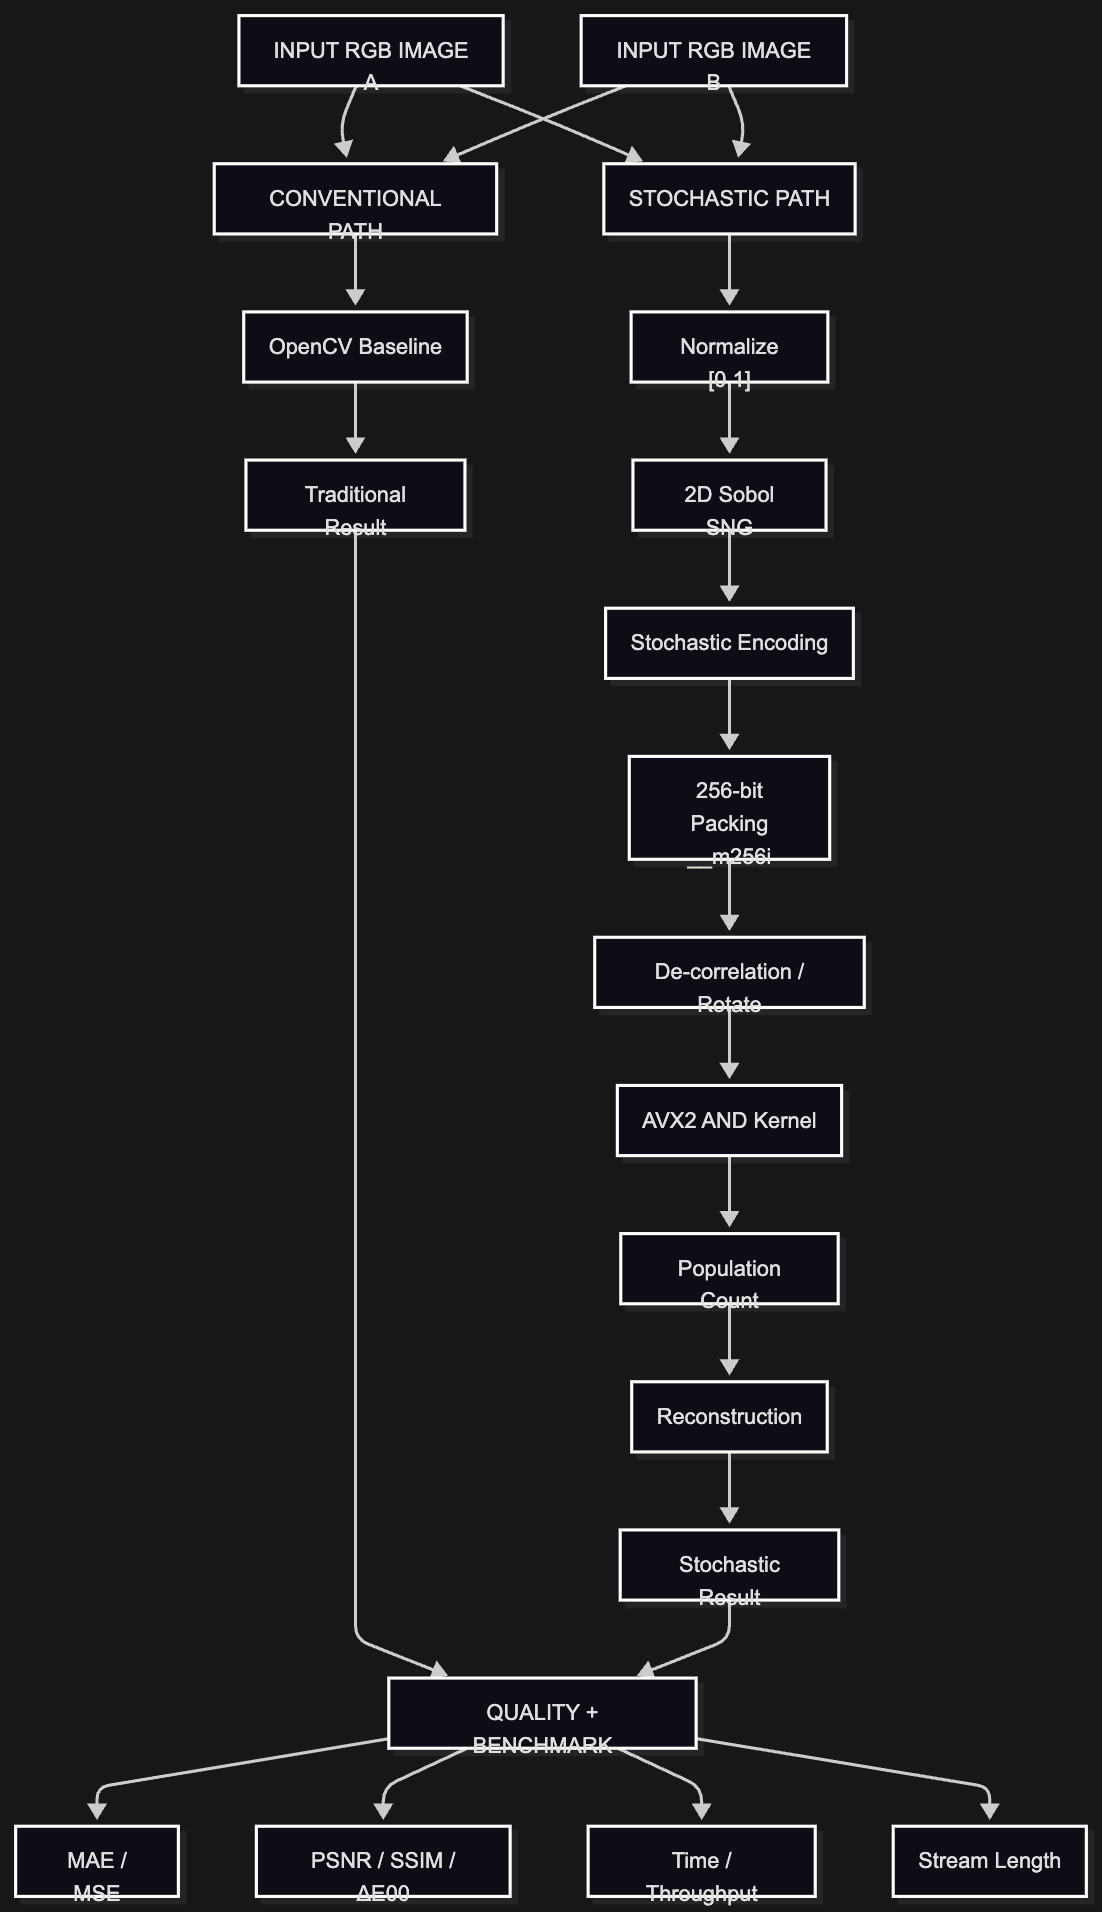 INPUT RGB IMAGE
A
INPUT RGB IMAGE
B
CONVENTIONAL
PATH
STOCHASTIC PATH
OpenCV Baseline
Normalize
[0,1]
Traditional
Result
2D Sobol
SNG
Stochastic Encoding
256-bit
Packing
__m256i
De-correlation /
Rotate
AVX2 AND Kernel
Population
Count
Reconstruction
Stochastic
Result
QUALITY +
BENCHMARK
MAE /
MSE
PSNR / SSIM /
ΔE00
Time /
Throughput
Stream Length